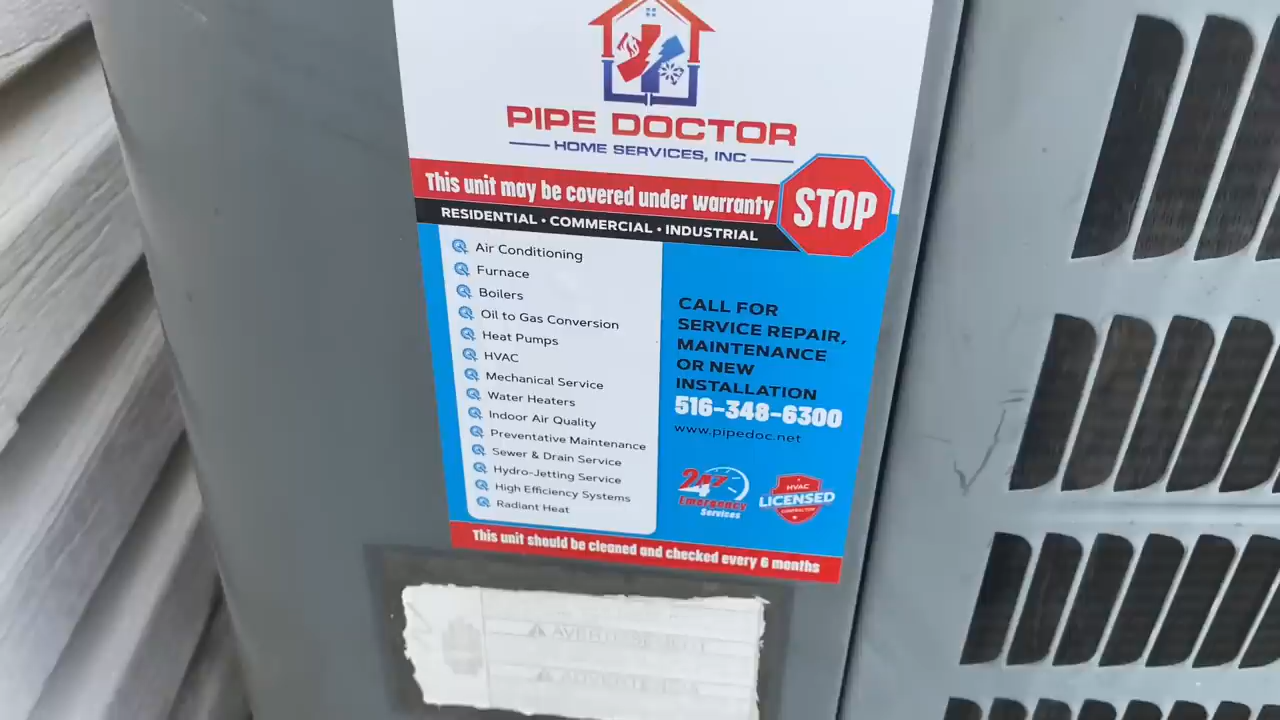 PIPE DOCTOR
HOME SERVICES, INC
This unit may be covered under warranty
STOP
RESIDENTIAL • COMMERCIAL • INDUSTRIAL
Air Conditioning
Furnace
Boilers
Oil to Gas Conversion
Heat Pumps
HVAC
Mechanical Service
Water Heaters
Indoor Air Quality
Preventative Maintenance
Sewer & Drain Service
Hydro-Jetting Service
High Efficiency Systems
Radiant Heat
CALL FOR
SERVICE REPAIR,
MAINTENANCE
OR NEW
INSTALLATION
516-348-6300
www.pipedoc.net
24/7
Emergency
Services
HVAC
LICENSED
CONTRACTOR
This unit should be cleaned and checked every 6 months